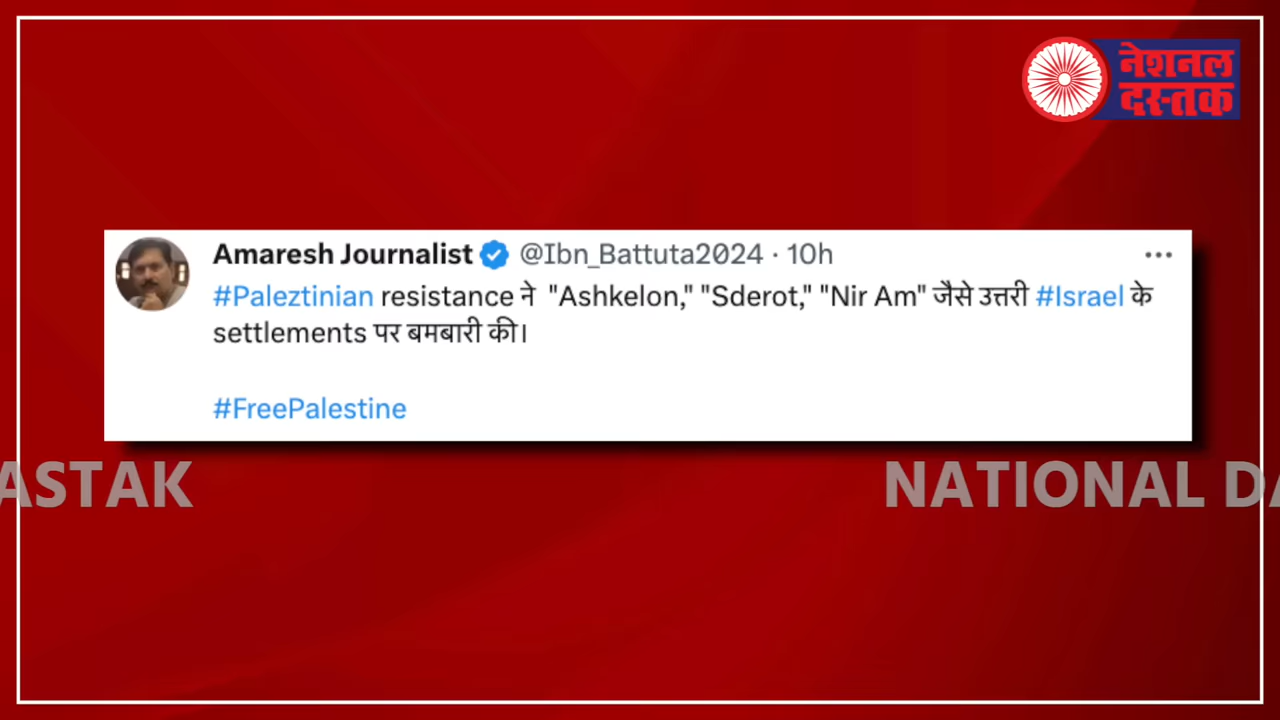 नेशनल
दस्तक
Amaresh Journalist @Ibn_Battuta2024 · 10h
#Paleztinian resistance ने "Ashkelon," "Sderot," "Nir Am" जैसे उत्तरी #Israel के
settlements पर बमबारी की।
#FreePalestine
ASTAK NATIONAL DA